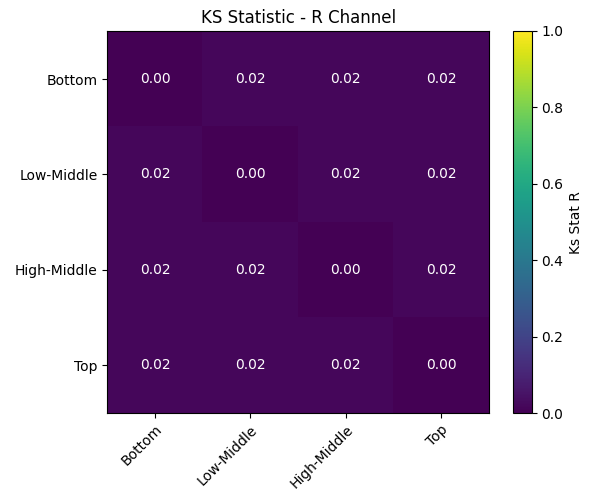 KS Statistic - R Channel
Bottom 0.00 0.02 0.02 0.02
Low-Middle 0.02 0.00 0.02 0.02
High-Middle 0.02 0.02 0.00 0.02
Top 0.02 0.02 0.02 0.00
Bottom Low-Middle High-Middle Top
1.0
0.8
0.6
0.4
0.2
0.0
Ks Stat R